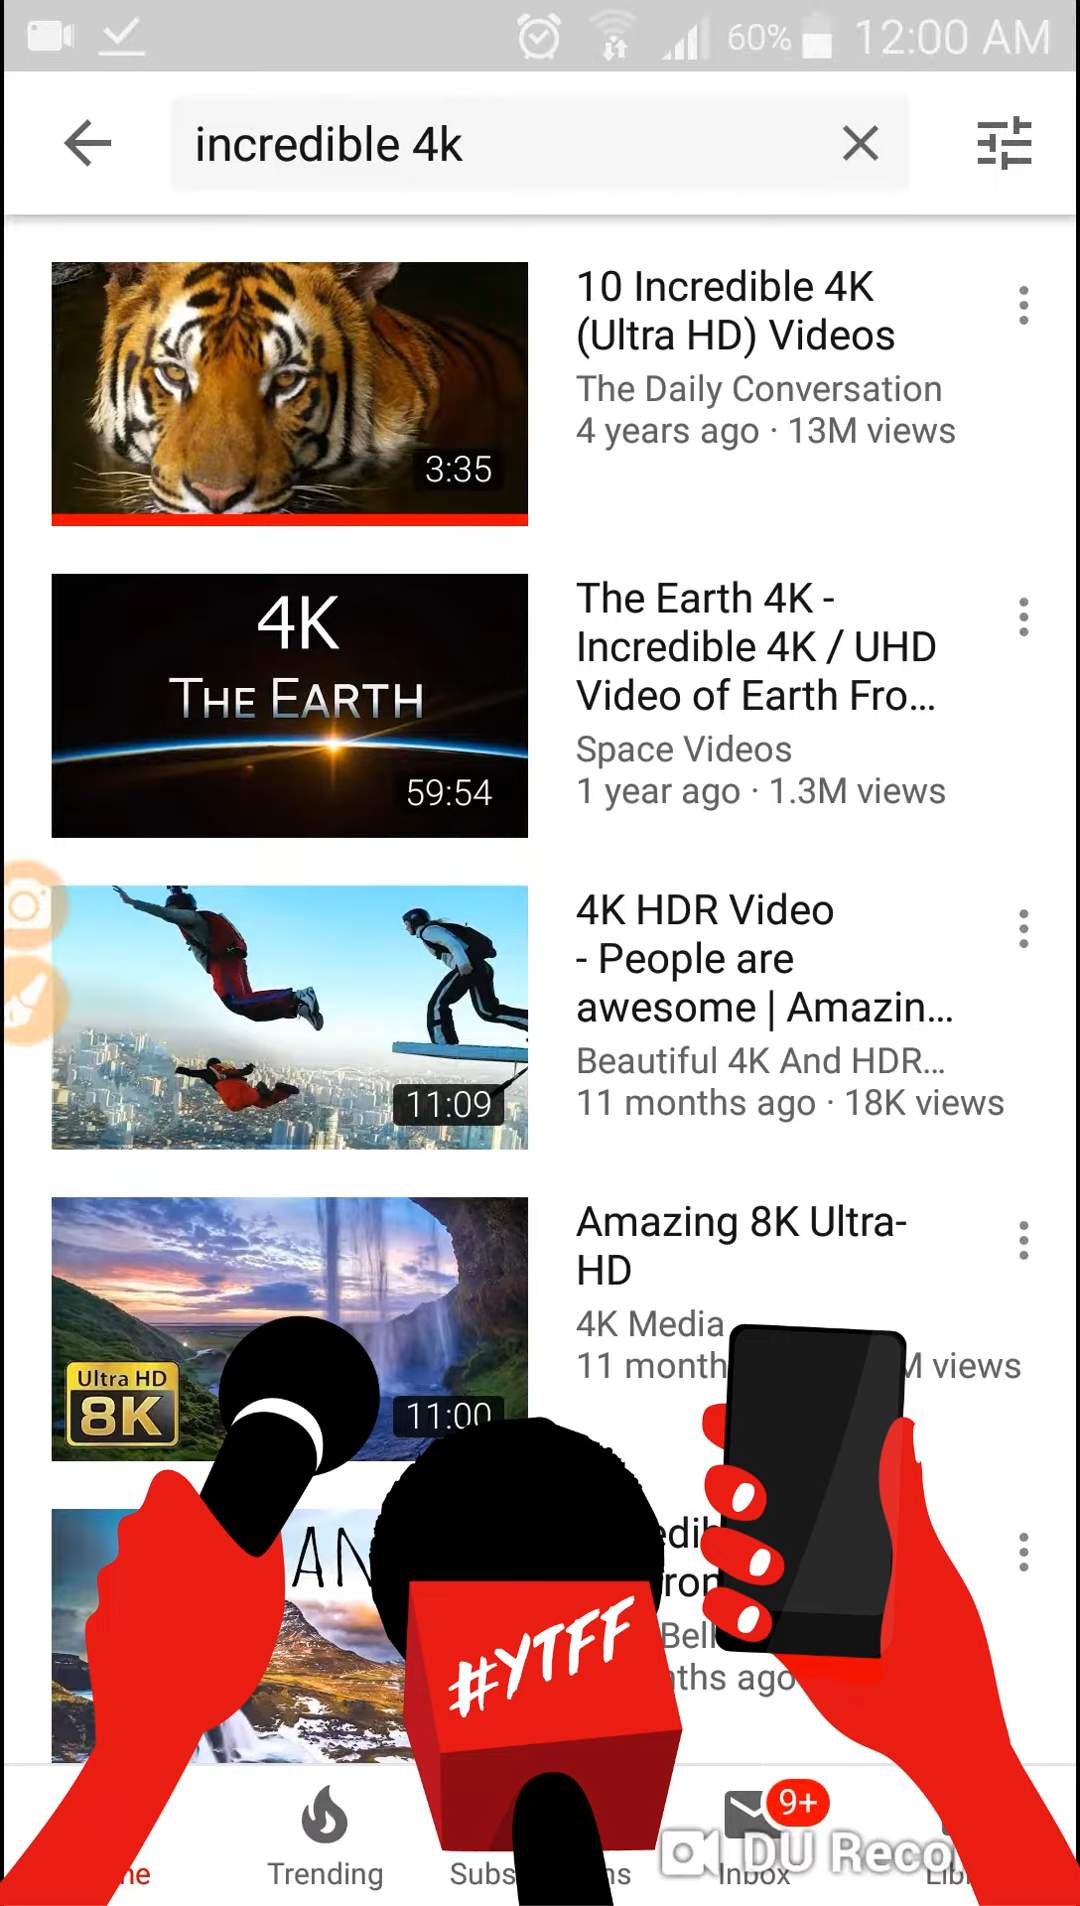 60% 12:00 AM
incredible 4k
10 Incredible 4K
(Ultra HD) Videos
The Daily Conversation
4 years ago · 13M views
3:35
4K
THE EARTH
59:54
The Earth 4K -
Incredible 4K / UHD
Video of Earth Fro...
Space Videos
1 year ago · 1.3M views
4K HDR Video
- People are
awesome | Amazin...
Beautiful 4K And HDR...
11 months ago · 18K views
11:09
Amazing 8K Ultra-
HD
4K Media
11 month
M views
Ultra HD
8K
11:00
Bell
ago
#YTFF
9+
Trending
Inbox
DU Reco